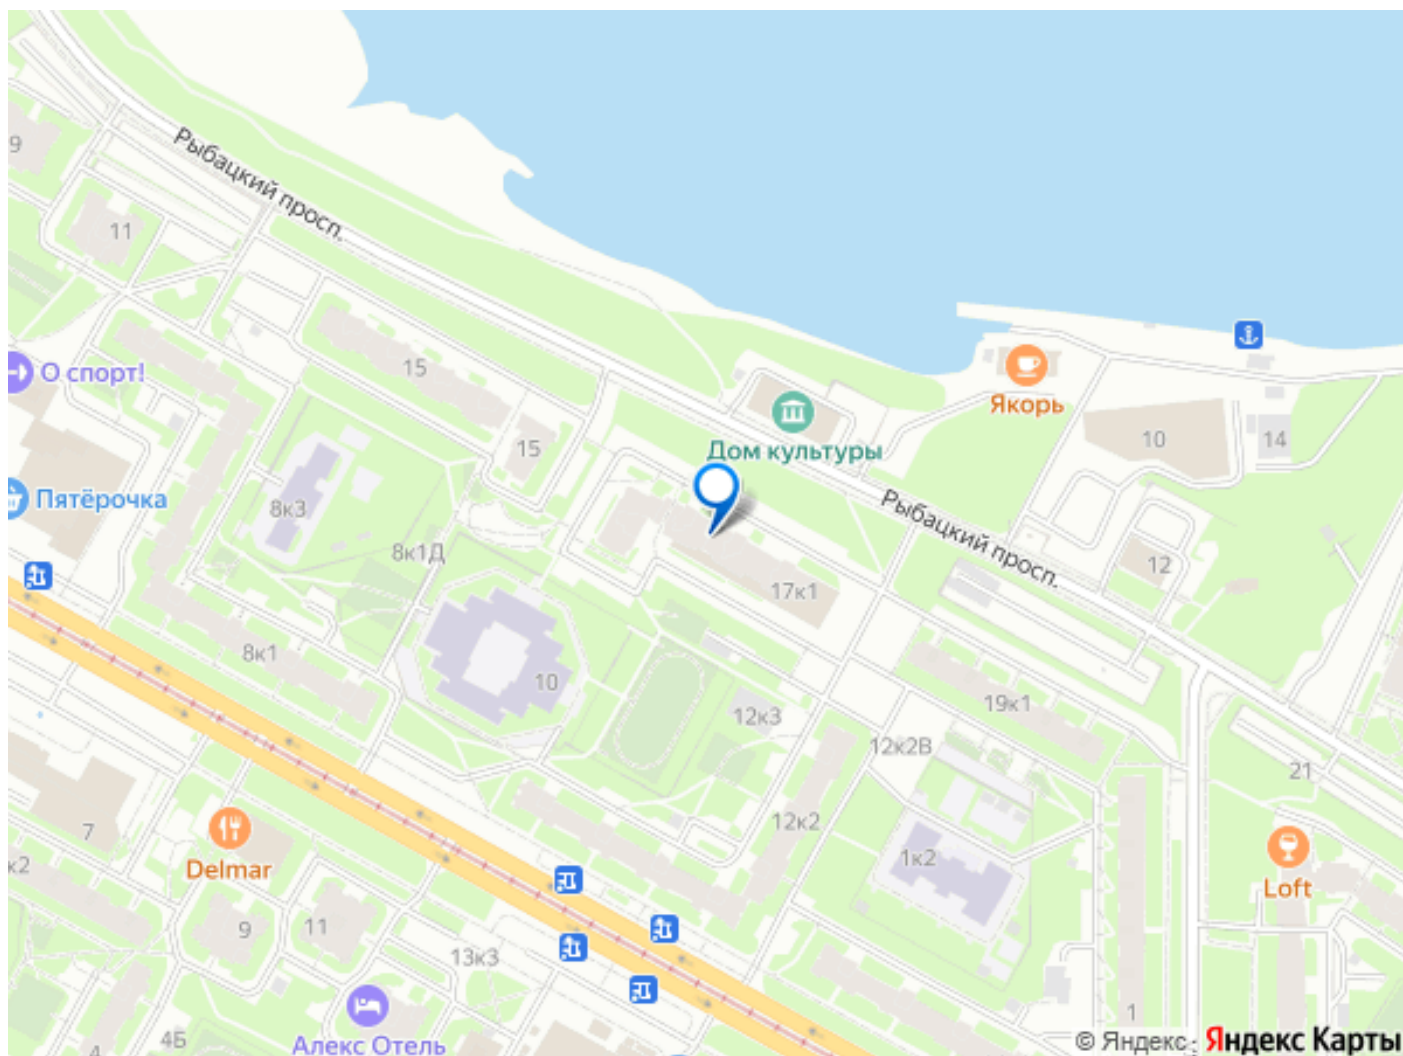 9
Рыбацкий просп.
11
15
О спорт!
Якорь
15
Дом культуры
10
14
Пятёрочка
8к3
Рыбацкий просп.
8к1Д
12
17к1
8к1
10
19к1
12к3
12к2В
21
7
12к2
1к2
к2
Delmar
Loft
9
11
13к3
1
4Б
4
Алекс Отель
© Яндекс
Яндекс Карты